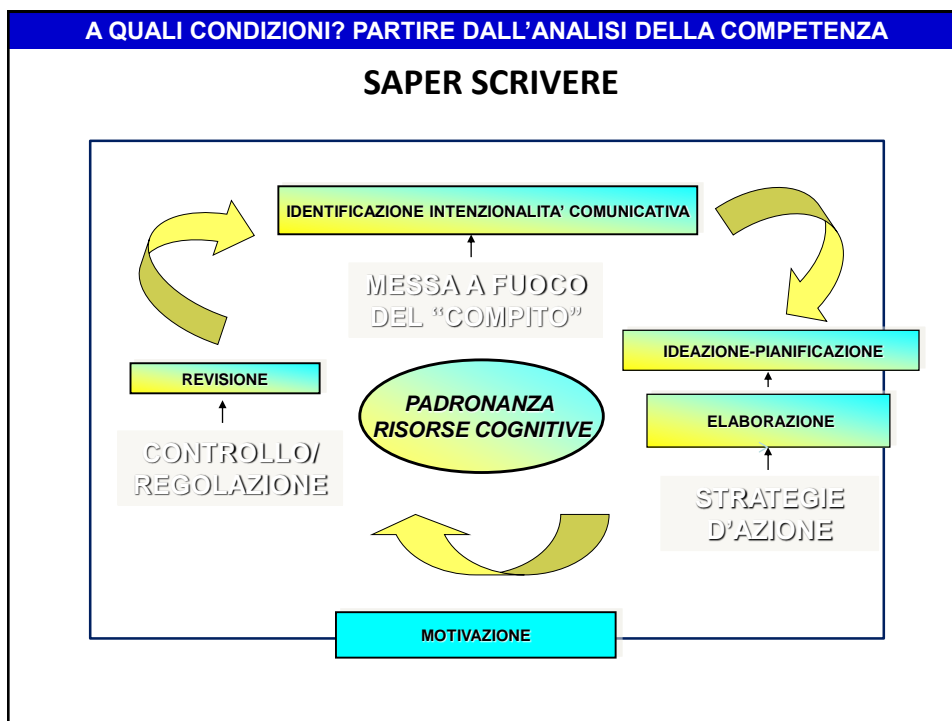 A QUALI CONDIZIONI? PARTIRE DALL’ANALISI DELLA COMPETENZA
SAPER SCRIVERE
IDENTIFICAZIONE INTENZIONALITA’ COMUNICATIVA
MESSA A FUOCO
DEL “COMPITO”
IDEAZIONE-PIANIFICAZIONE
REVISIONE
PADRONANZA
RISORSE COGNITIVE
ELABORAZIONE
CONTROLLO/
REGOLAZIONE
STRATEGIE
D’AZIONE
MOTIVAZIONE